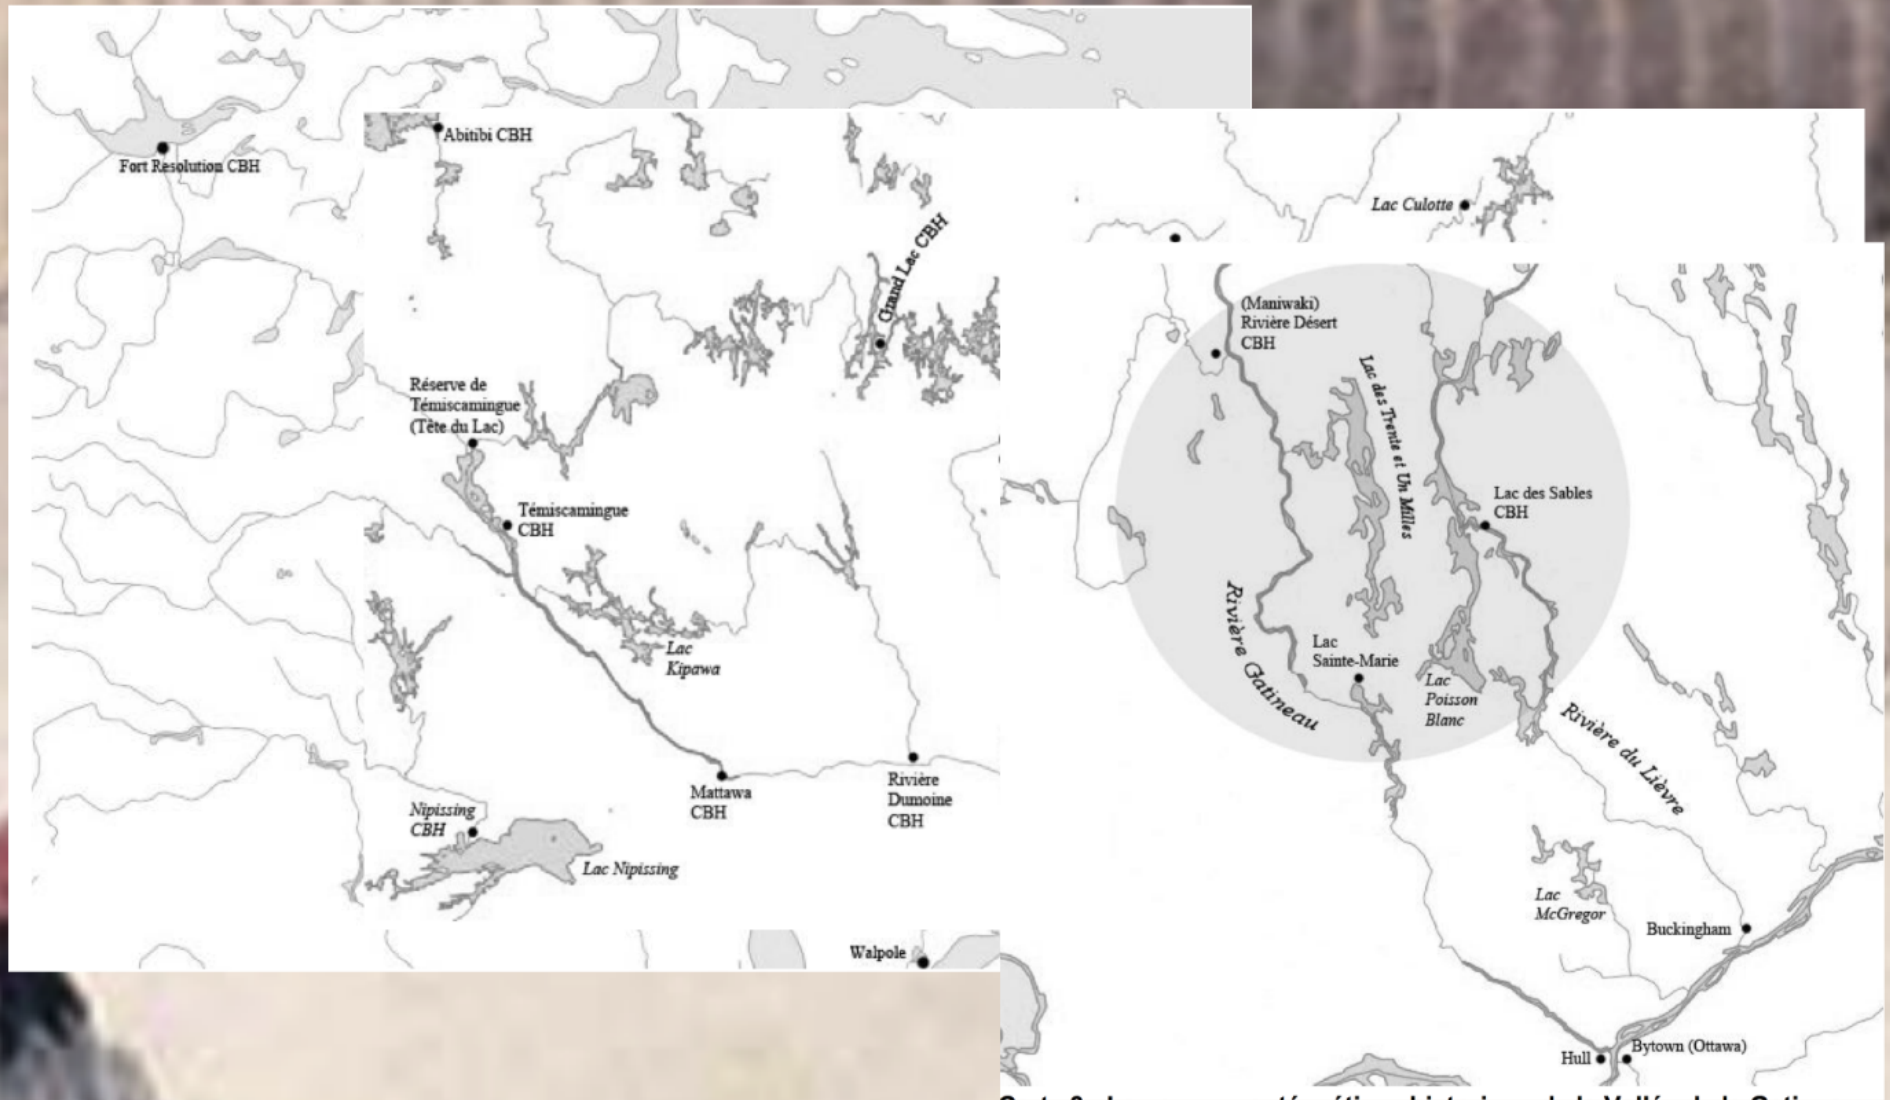 Abitibi CBH
Fort Resolution CBH
Grand Lac CBH
Réserve de
Témiscamingue
(Tête du Lac)
Témiscamingue
CBH
Lac
Kipawa
Mattawa
CBH
Rivière
Dumoine
CBH
Nipissing
CBH
Lac Nipissing
Walpole
Lac Culotte
(Maniwaki)
Rivière Désert
CBH
Lac des Trente et Un Milles
Lac des Sables
CBH
Rivière Gatineau
Lac
Sainte-Marie
Lac
Poisson
Blanc
Rivière du Lièvre
Lac
McGregor
Buckingham
Hull
Bytown (Ottawa)